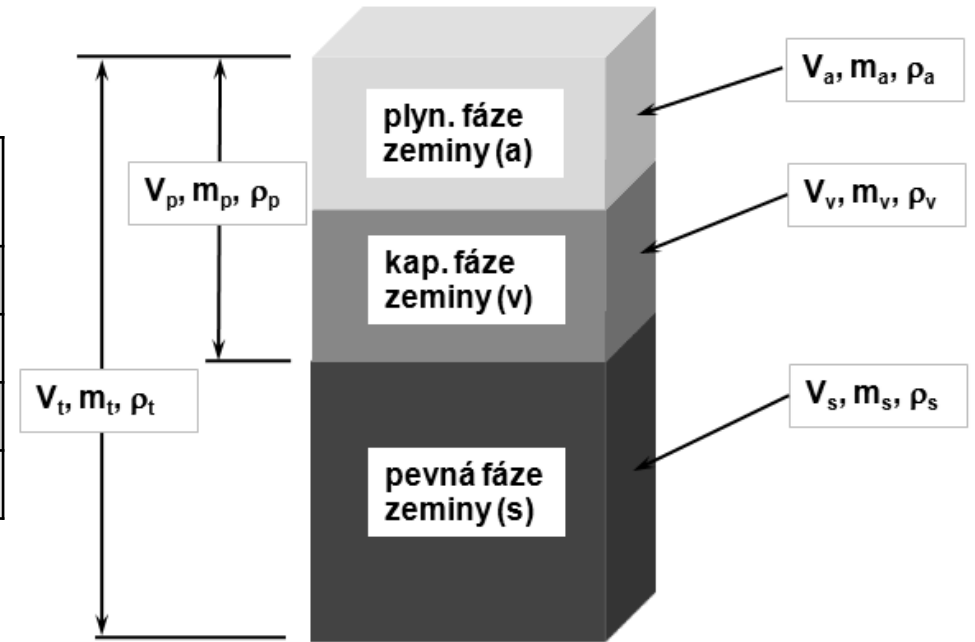 plyn. fáze
zeminy (a)
Vₐ, mₐ, ρₐ
Vₚ, mₚ, ρₚ
Vᵥ, mᵥ, ρᵥ
kap. fáze
zeminy (v)
Vₜ, mₜ, ρₜ
Vₛ, mₛ, ρₛ
pevná fáze
zeminy (s)